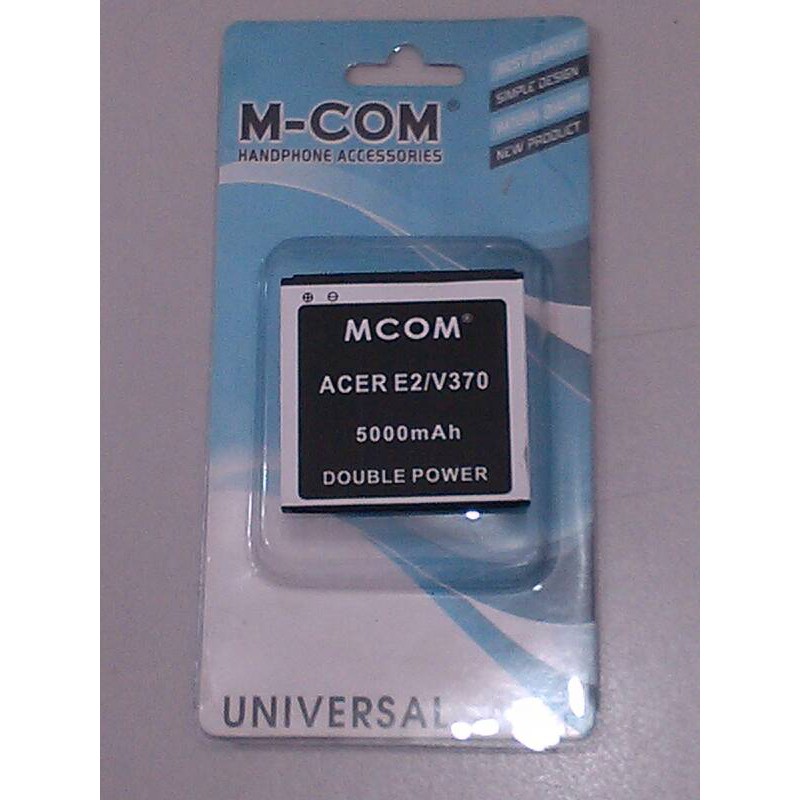 M-COM®
HANDPHONE ACCESSORIES
SIMPLE DESIGN
NEW PRODUCT
MCOM®
ACER E2/V370
5000mAh
DOUBLE POWER
UNIVERSAL